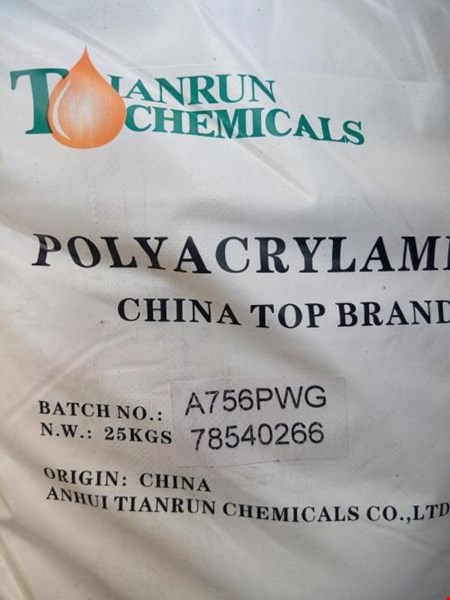 TIANRUN
CHEMICALS
POLYACRYLAMI
CHINA TOP BRAND
BATCH NO.: A756PWG
N.W.: 25KGS 78540266
ORIGIN: CHINA
ANHUI TIANRUN CHEMICALS CO.,LTD